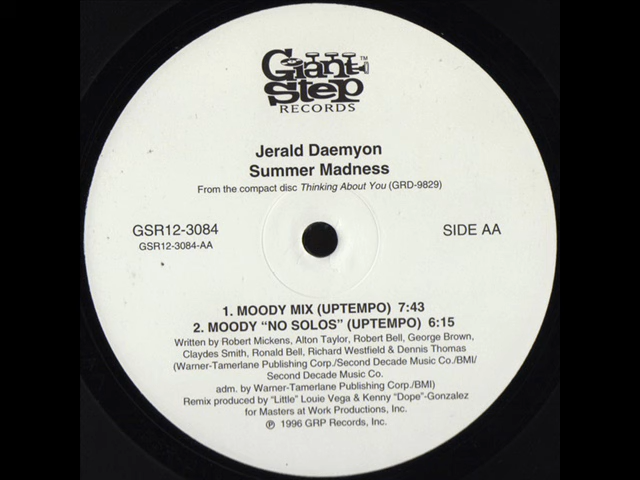 Giant Step™
RECORDS
Jerald Daemyon
Summer Madness
From the compact disc Thinking About You (GRD-9829)
GSR12-3084
GSR12-3084-AA
SIDE AA
1. MOODY MIX (UPTEMPO) 7:43
2. MOODY “NO SOLOS” (UPTEMPO) 6:15
Written by Robert Mickens, Alton Taylor, Robert Bell, George Brown,
Claydes Smith, Ronald Bell, Richard Westfield & Dennis Thomas
(Warner-Tamerlane Publishing Corp./Second Decade Music Co./BMI/
Second Decade Music Co.
adm. by Warner-Tamerlane Publishing Corp./BMI)
Remix produced by “Little” Louie Vega & Kenny “Dope”-Gonzalez
for Masters at Work Productions, Inc.
℗ 1996 GRP Records, Inc.